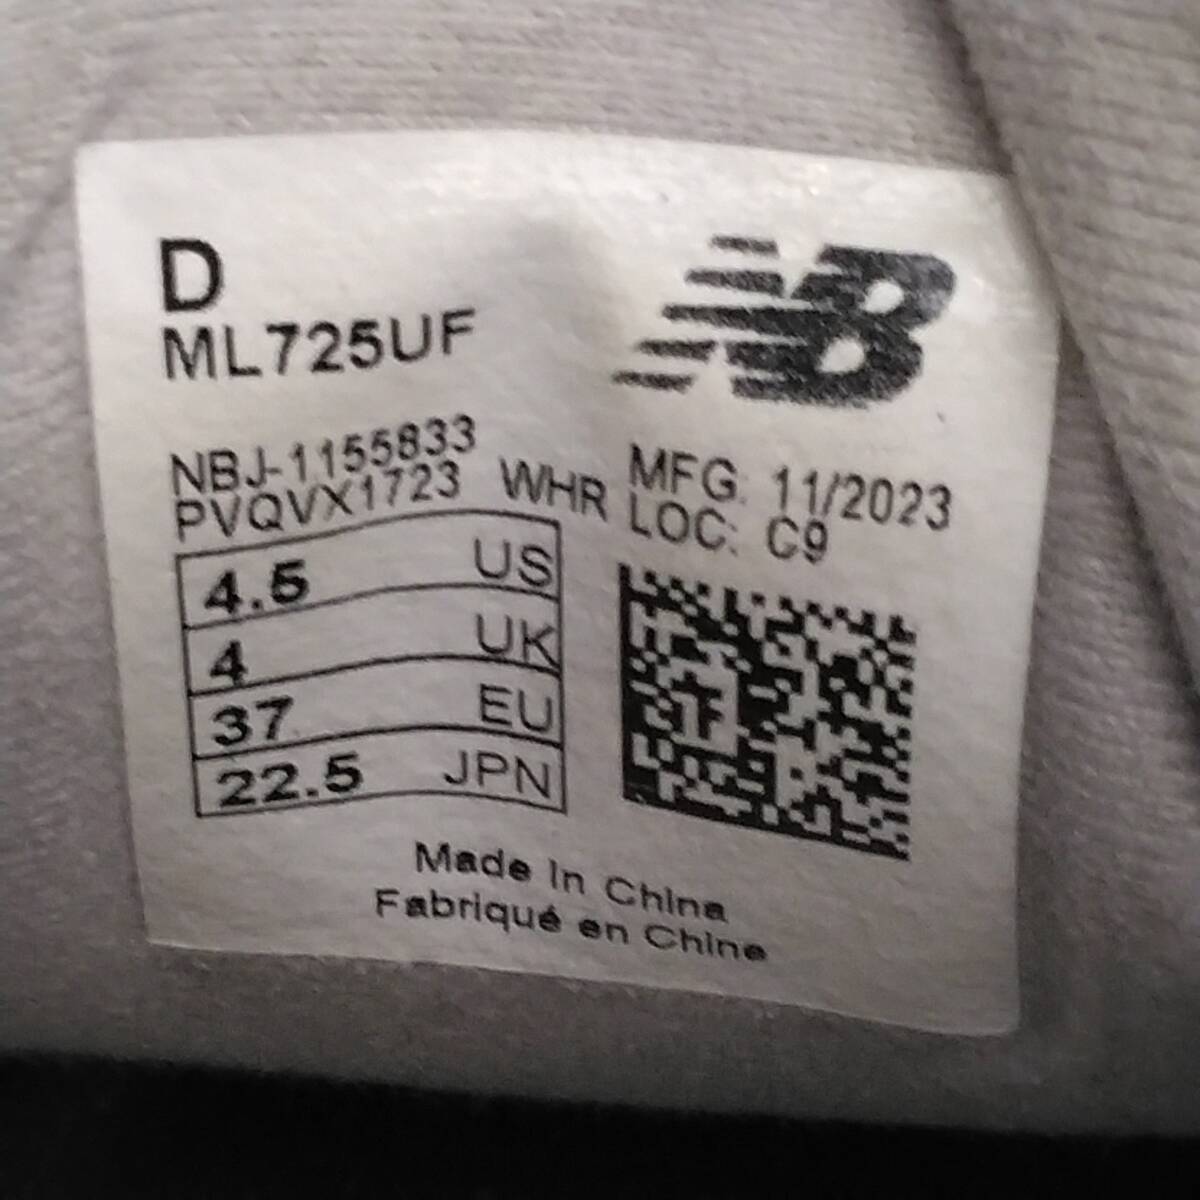 D
ML725UF
NB
NBJ-1155833
PVQVX1723 WHR
MFG: 11/2023
LOC: C9
4.5 US
4 UK
37 EU
22.5 JPN
Made In China
Fabriqué en Chine